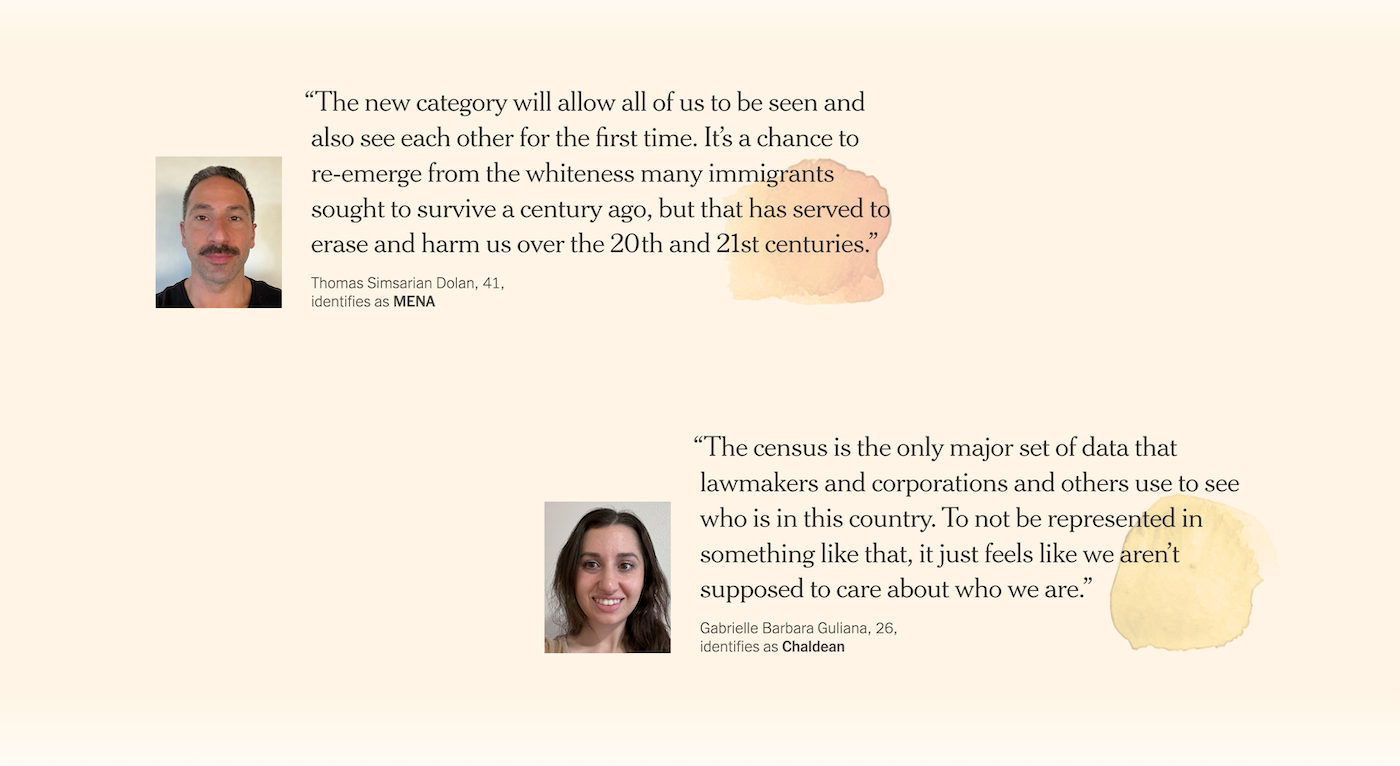 “The new category will allow all of us to be seen and
also see each other for the first time. It’s a chance to
re-emerge from the whiteness many immigrants
sought to survive a century ago, but that has served to
erase and harm us over the 20th and 21st centuries.”
Thomas Simsarian Dolan, 41,
identifies as MENA
“The census is the only major set of data that
lawmakers and corporations and others use to see
who is in this country. To not be represented in
something like that, it just feels like we aren’t
supposed to care about who we are.”
Gabrielle Barbara Guliana, 26,
identifies as Chaldean